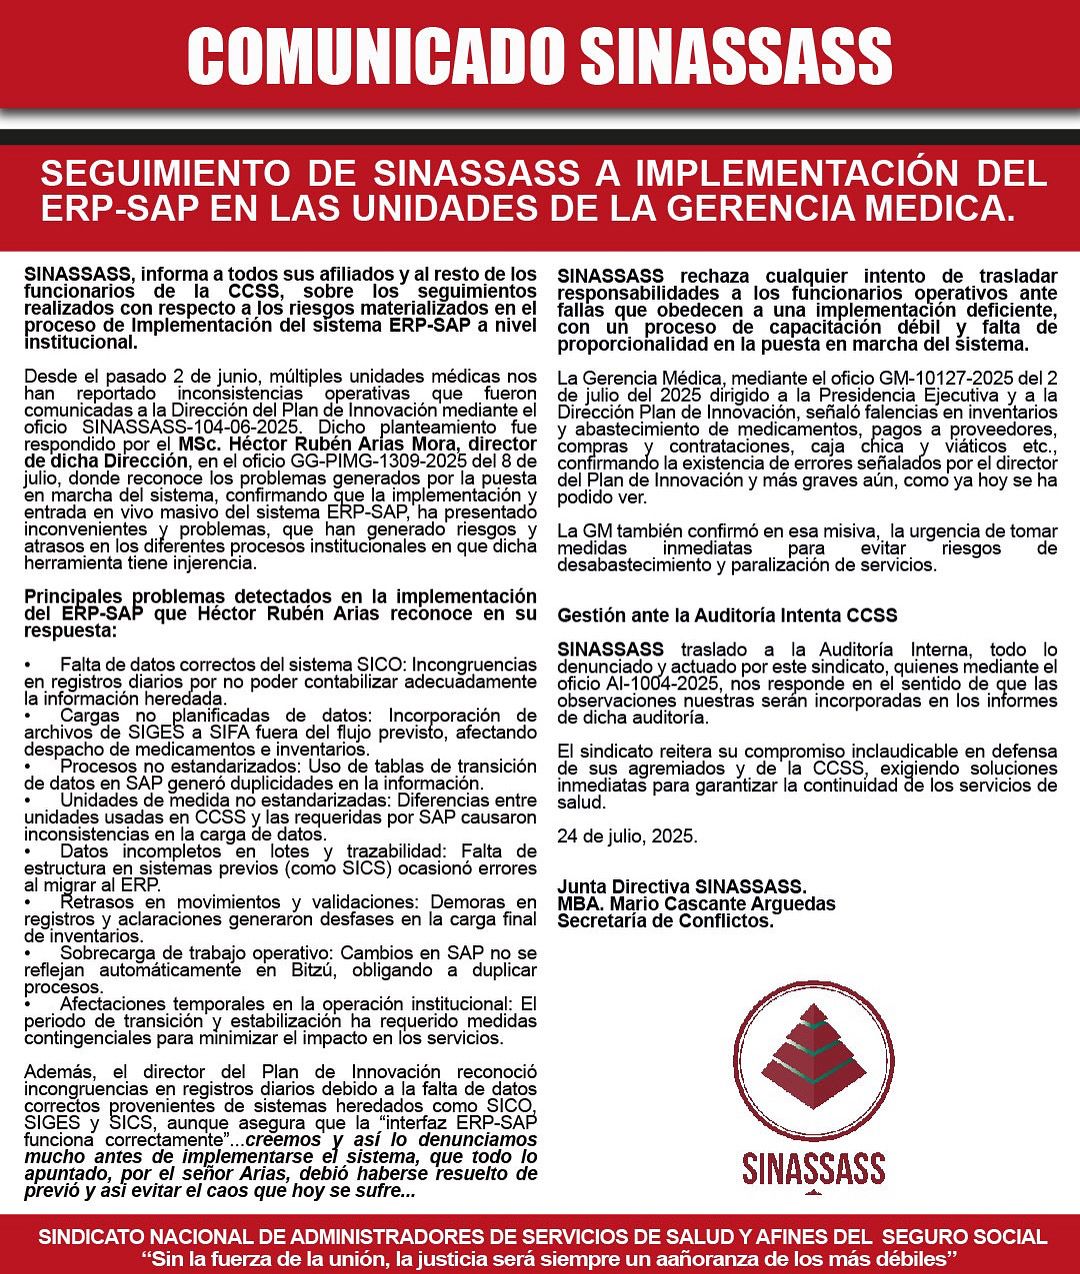 COMUNICADO SINASSASS
SEGUIMIENTO DE SINASSASS A IMPLEMENTACIÓN DEL
ERP-SAP EN LAS UNIDADES DE LA GERENCIA MEDICA.
SINASSASS, informa a todos sus afiliados y al resto de los
funcionarios de la CCSS, sobre los seguimientos
realizados con respecto a los riesgos materializados en el
proceso de Implementación del sistema ERP-SAP a nivel
institucional.
Desde el pasado 2 de junio, múltiples unidades médicas nos
han reportado inconsistencias operativas que fueron
comunicadas a la Dirección del Plan de Innovación mediante el
oficio SINASSASS-104-06-2025. Dicho planteamiento fue
respondido por el MSc. Héctor Rubén Arias Mora, director
de dicha Dirección, en el oficio GG-PIMG-1309-2025 del 8 de
julio, donde reconoce los problemas generados por la puesta
en marcha del sistema, confirmando que la implementación y
entrada en vivo masivo del sistema ERP-SAP, ha presentado
inconvenientes y problemas, que han generado riesgos y
atrasos en los diferentes procesos institucionales en que dicha
herramienta tiene injerencia.
Principales problemas detectados en la implementación
del ERP-SAP que Héctor Rubén Arias reconoce en su
respuesta:
• Falta de datos correctos del sistema SICO: Incongruencias
en registros diarios por no poder contabilizar adecuadamente
la información heredada.
• Cargas no planificadas de datos: Incorporación de
archivos de SIGES a SIFA fuera del flujo previsto, afectando
despacho de medicamentos e inventarios.
• Procesos no estandarizados: Uso de tablas de transición
de datos en SAP generó duplicidades en la información.
• Unidades de medida no estandarizadas: Diferencias entre
unidades usadas en CCSS y las requeridas por SAP causaron
inconsistencias en la carga de datos.
• Datos incompletos en lotes y trazabilidad: Falta de
estructura en sistemas previos (como SICS) ocasionó errores
al migrar al ERP.
• Retrasos en movimientos y validaciones: Demoras en
registros y aclaraciones generaron desfases en la carga final
de inventarios.
• Sobrecarga de trabajo operativo: Cambios en SAP no se
reflejan automáticamente en Bitzú, obligando a duplicar
procesos.
• Afectaciones temporales en la operación institucional: El
periodo de transición y estabilización ha requerido medidas
contingenciales para minimizar el impacto en los servicios.
Además, el director del Plan de Innovación reconoció
incongruencias en registros diarios debido a la falta de datos
correctos provenientes de sistemas heredados como SICO,
SIGES y SICS, aunque asegura que la “interfaz ERP-SAP
funciona correctamente”...creemos y así lo denunciamos
mucho antes de implementarse el sistema, que todo lo
apuntado, por el señor Arias, debió haberse resuelto de
previó y asi evitar el caos que hoy se sufre...
SINASSASS rechaza cualquier intento de trasladar
responsabilidades a los funcionarios operativos ante
fallas que obedecen a una implementación deficiente,
con un proceso de capacitación débil y falta de
proporcionalidad en la puesta en marcha del sistema.
La Gerencia Médica, mediante el oficio GM-10127-2025 del 2
de julio del 2025 dirigido a la Presidencia Ejecutiva y a la
Dirección Plan de Innovación, señaló falencias en inventarios
y abastecimiento de medicamentos, pagos a proveedores,
compras y contrataciones, caja chica y viáticos etc.,
confirmando la existencia de errores señalados por el director
del Plan de Innovación y más graves aún, como ya hoy se ha
podido ver.
La GM también confirmó en esa misiva, la urgencia de tomar
medidas inmediatas para evitar riesgos de
desabastecimiento y paralización de servicios.
Gestión ante la Auditoría Intenta CCSS
SINASSASS traslado a la Auditoría Interna, todo lo
denunciado y actuado por este sindicato, quienes mediante el
oficio AI-1004-2025, nos responde en el sentido de que las
observaciones nuestras serán incorporadas en los informes
de dicha auditoría.
El sindicato reitera su compromiso inclaudicable en defensa
de sus agremiados y de la CCSS, exigiendo soluciones
inmediatas para garantizar la continuidad de los servicios de
salud.
24 de julio, 2025.
Junta Directiva SINASSASS.
MBA. Mario Cascante Arguedas
Secretaría de Conflictos.
SINASSASS
SINDICATO NACIONAL DE ADMINISTRADORES DE SERVICIOS DE SALUD Y AFINES DEL SEGURO SOCIAL
“Sin la fuerza de la unión, la justicia será siempre un aañoranza de los más débiles”